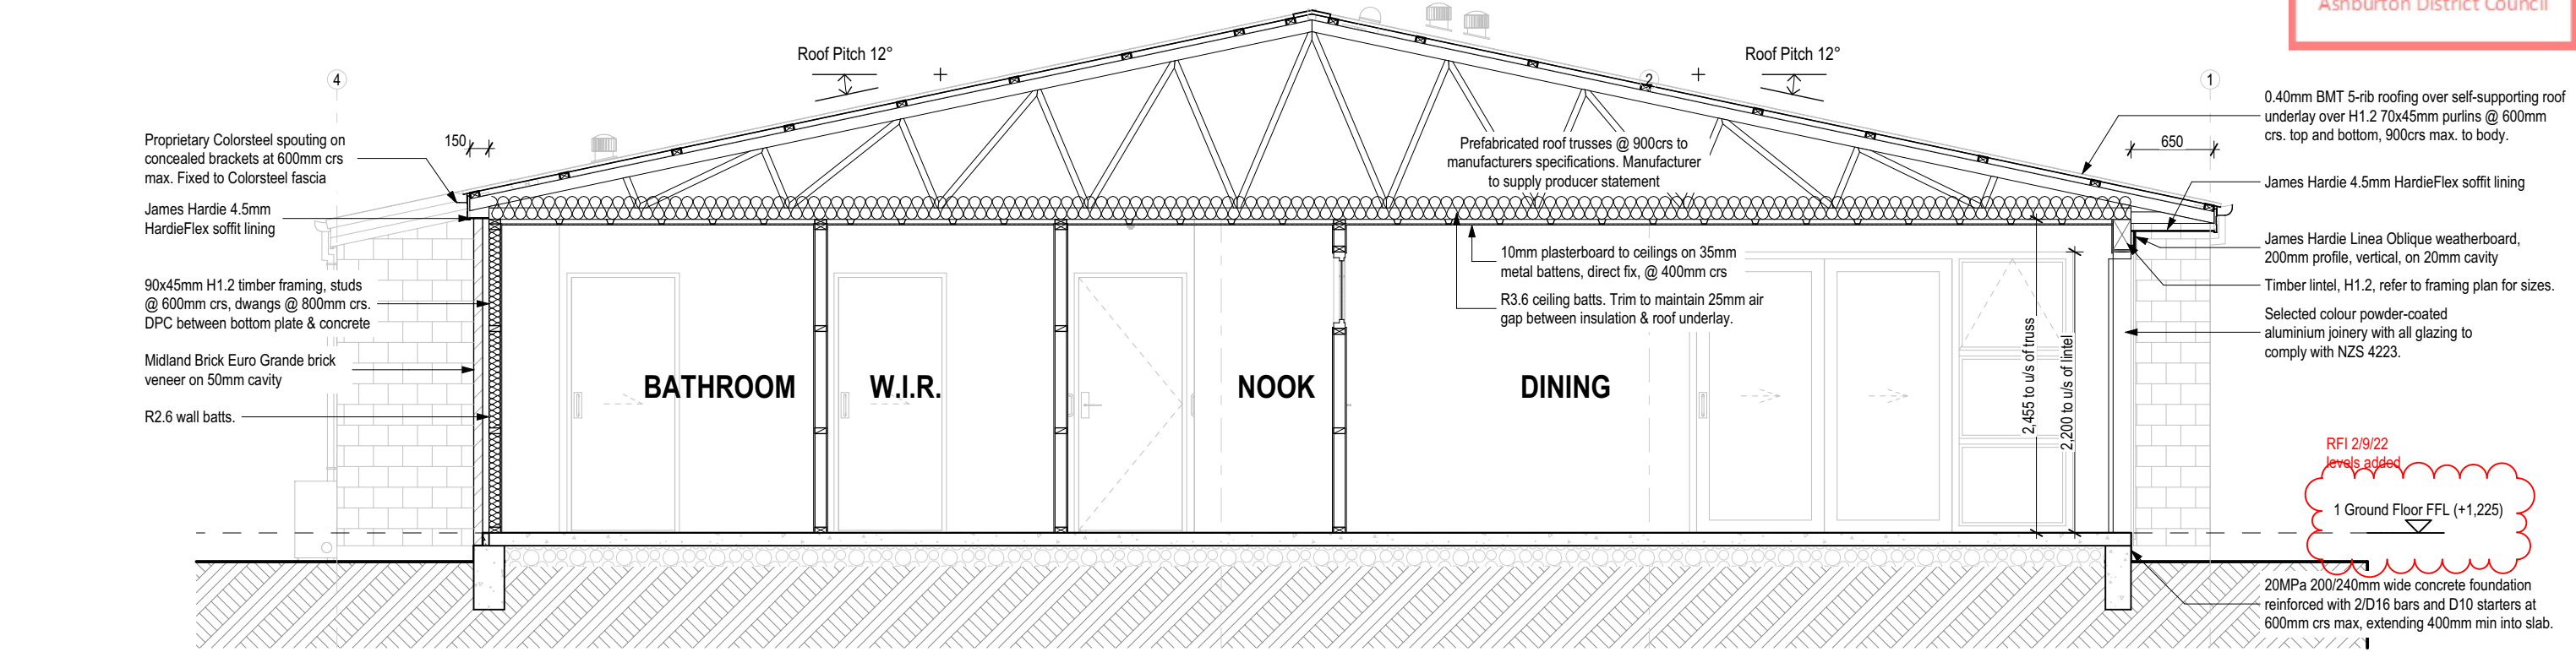 Ashburton District Council
Roof Pitch 12°
Roof Pitch 12°
4
2
1
Proprietary Colorsteel spouting on
concealed brackets at 600mm crs
max. Fixed to Colorsteel fascia
150
James Hardie 4.5mm
HardieFlex soffit lining
90x45mm H1.2 timber framing, studs
@ 600mm crs, dwangs @ 800mm crs.
DPC between bottom plate & concrete
Midland Brick Euro Grande brick
veneer on 50mm cavity
R2.6 wall batts.
Prefabricated roof trusses @ 900crs to
manufacturers specifications. Manufacturer
to supply producer statement
10mm plasterboard to ceilings on 35mm
metal battens, direct fix, @ 400mm crs
R3.6 ceiling batts. Trim to maintain 25mm air
gap between insulation & roof underlay.
BATHROOM
W.I.R.
NOOK
DINING
2,455 to u/s of truss
2,200 to u/s of lintel
650
0.40mm BMT 5-rib roofing over self-supporting roof
underlay over H1.2 70x45mm purlins @ 600mm
crs. top and bottom, 900crs max. to body.
James Hardie 4.5mm HardieFlex soffit lining
James Hardie Linea Oblique weatherboard,
200mm profile, vertical, on 20mm cavity
Timber lintel, H1.2, refer to framing plan for sizes.
Selected colour powder-coated
aluminium joinery with all glazing to
comply with NZS 4223.
RFI 2/9/22
levels added
1 Ground Floor FFL (+1,225)
20MPa 200/240mm wide concrete foundation
reinforced with 2/D16 bars and D10 starters at
600mm crs max, extending 400mm min into slab.